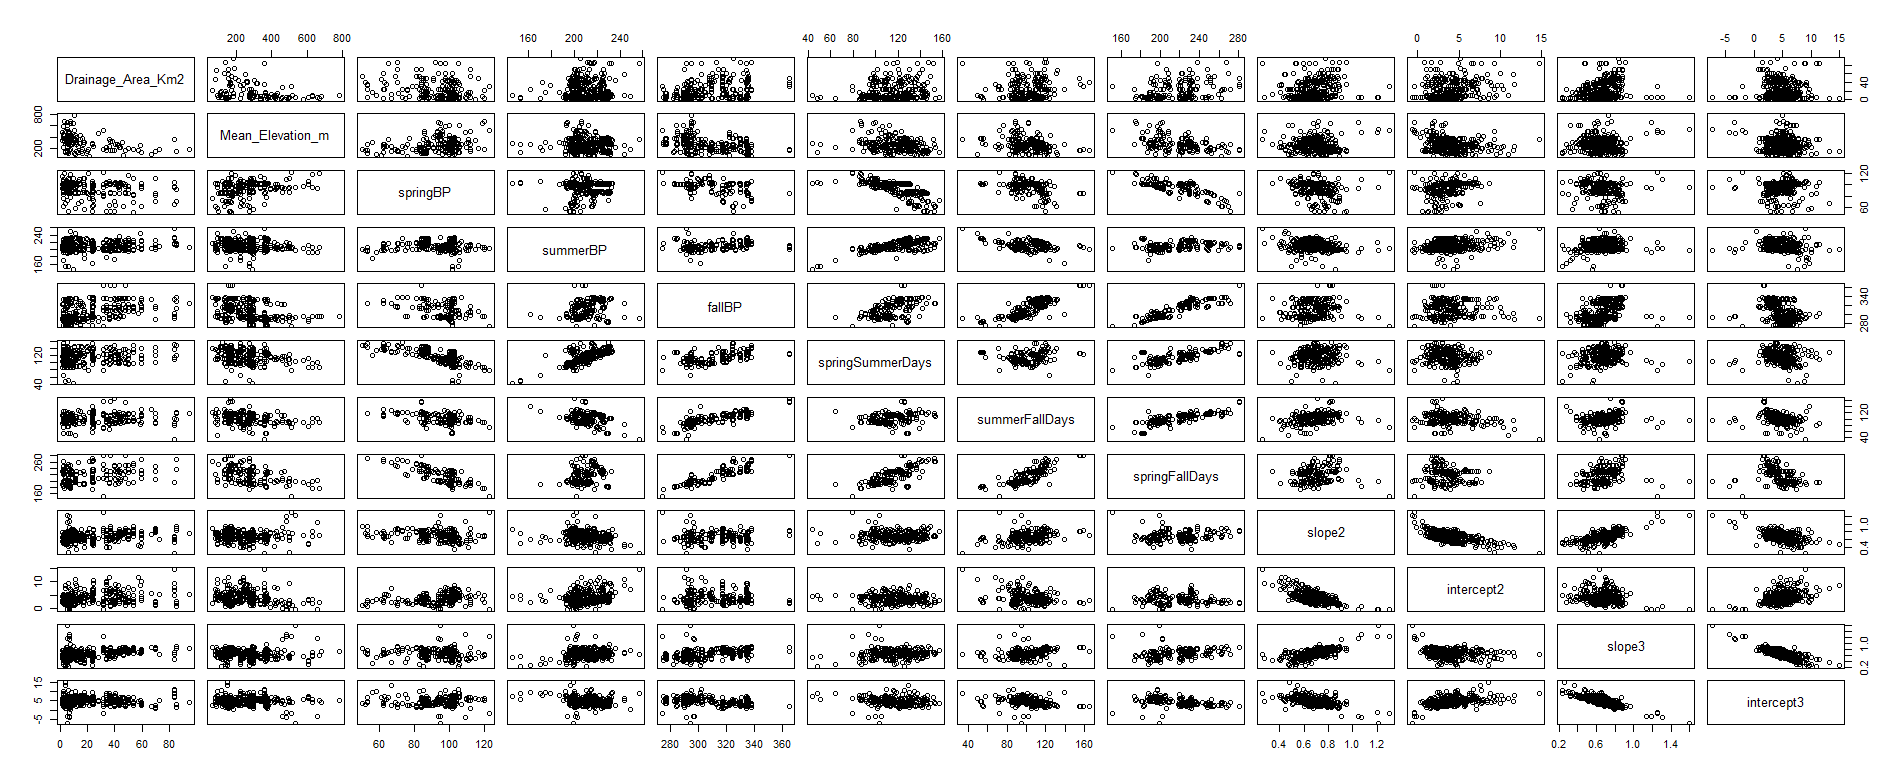 200 400 600 800 160 200 240 40 60 80 120 160 160 200 240 280 0 5 10 15 -5 0 5 10 15
Drainage_Area_Km2
0 40
200 800
Mean_Elevation_m
springBP
60 120
160 240
summerBP
fallBP
280 340
40 120
springSummerDays
summerFallDays
40 120
160 260
springFallDays
slope2
0.4 1.0
0 10
intercept2
slope3
0.2 1.0
-5 5 15
intercept3
0 20 40 60 80 60 80 100 120 280 300 320 340 360 40 80 120 160 0.4 0.6 0.8 1.0 1.2 0.2 0.6 1.0 1.4